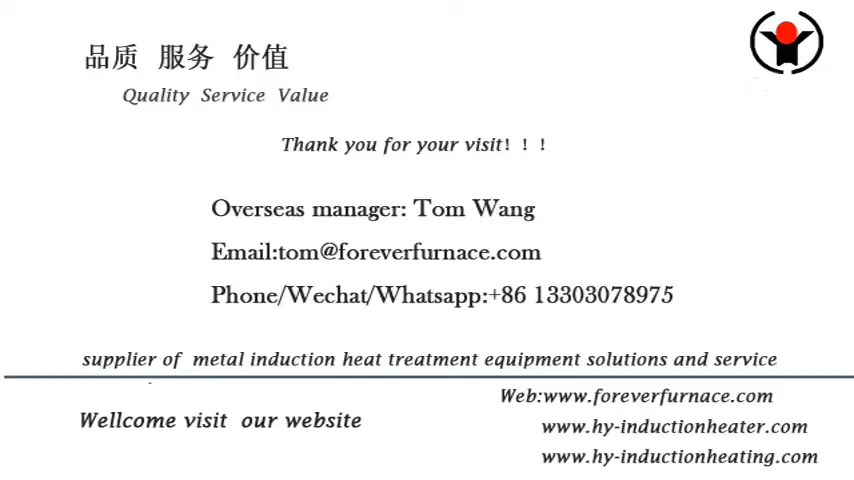 品质 服务 价值
Quality Service Value
Thank you for your visit！！！
Overseas manager: Tom Wang
Email:tom@foreverfurnace.com
Phone/Wechat/Whatsapp:+86 13303078975
supplier of metal induction heat treatment equipment solutions and service
Web:www.foreverfurnace.com
Wellcome visit our website
www.hy-inductionheater.com
www.hy-inductionheating.com